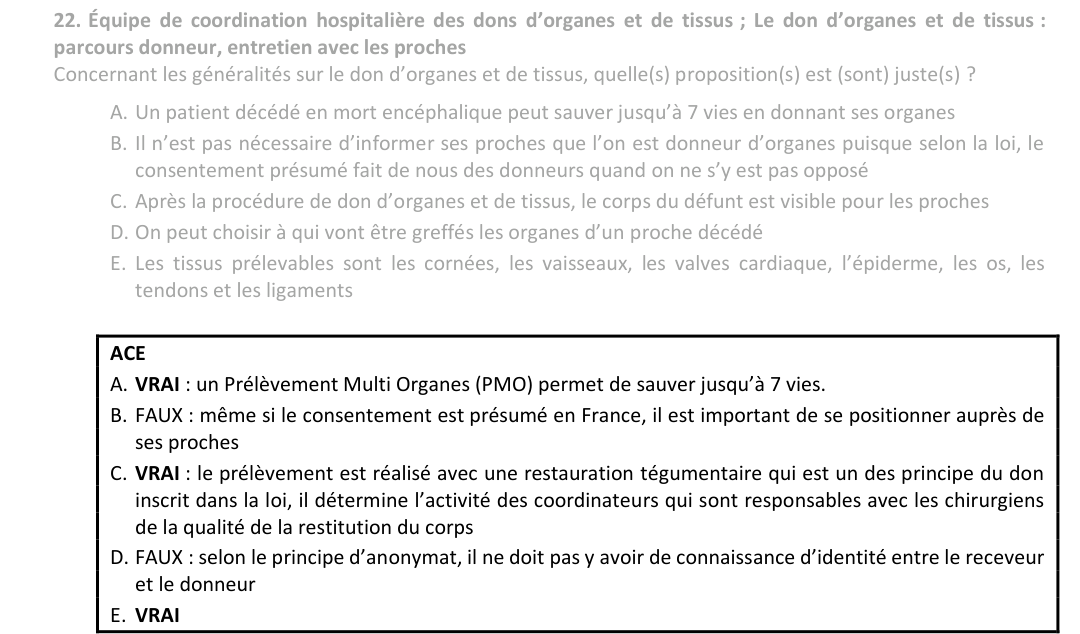 22. Équipe de coordination hospitalière des dons d’organes et de tissus ; Le don d’organes et de tissus :
parcours donneur, entretien avec les proches
Concernant les généralités sur le don d’organes et de tissus, quelle(s) proposition(s) est (sont) juste(s) ?
A. Un patient décédé en mort encéphalique peut sauver jusqu’à 7 vies en donnant ses organes
B. Il n’est pas nécessaire d’informer ses proches que l’on est donneur d’organes puisque selon la loi, le
consentement présumé fait de nous des donneurs quand on ne s’y est pas opposé
C. Après la procédure de don d’organes et de tissus, le corps du défunt est visible pour les proches
D. On peut choisir à qui vont être greffés les organes d’un proche décédé
E. Les tissus prélevables sont les cornées, les vaisseaux, les valves cardiaque, l’épiderme, les os, les
tendons et les ligaments
ACE
A. VRAI : un Prélèvement Multi Organes (PMO) permet de sauver jusqu’à 7 vies.
B. FAUX : même si le consentement est présumé en France, il est important de se positionner auprès de
ses proches
C. VRAI : le prélèvement est réalisé avec une restauration tégumentaire qui est un des principe du don
inscrit dans la loi, il détermine l’activité des coordinateurs qui sont responsables avec les chirurgiens
de la qualité de la restitution du corps
D. FAUX : selon le principe d’anonymat, il ne doit pas y avoir de connaissance d’identité entre le receveur
et le donneur
E. VRAI